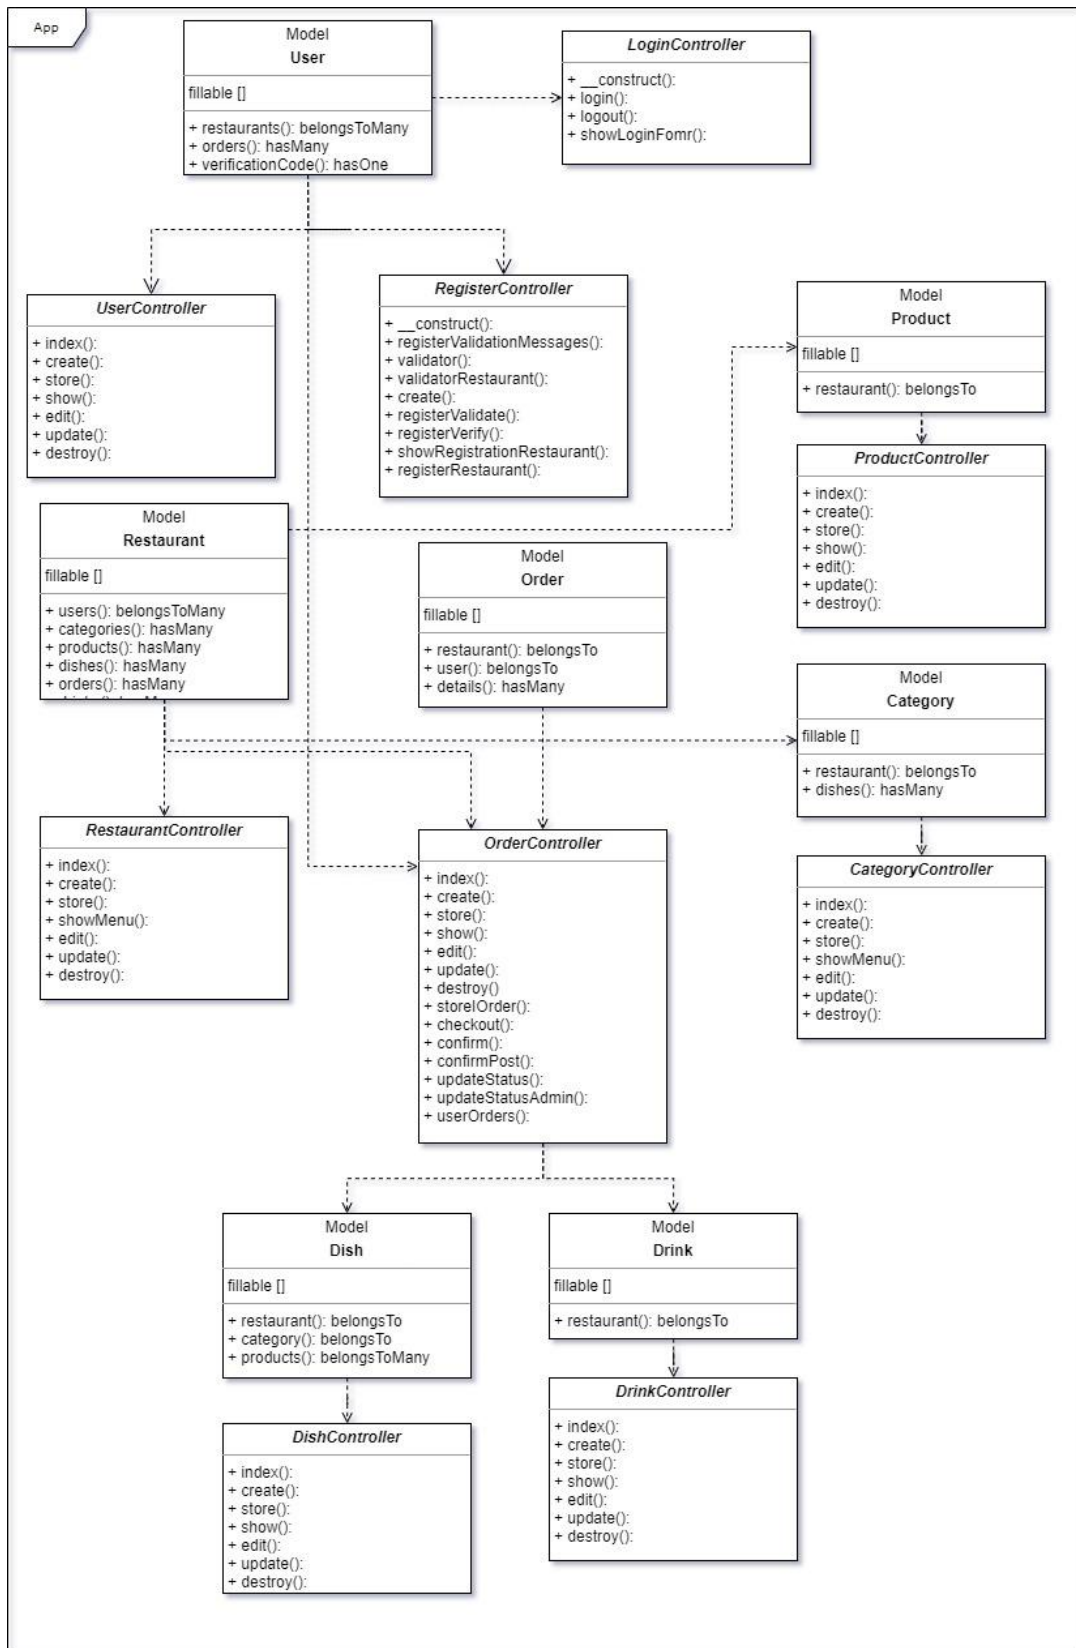 App
Model
User
fillable []
+ restaurants(): belongsToMany
+ orders(): hasMany
+ verificationCode(): hasOne
LoginController
+ __construct():
+ login():
+ logout():
+ showLoginFomr():
UserController
+ index():
+ create():
+ store():
+ show():
+ edit():
+ update():
+ destroy():
RegisterController
+ __construct():
+ registerValidationMessages():
+ validator():
+ validatorRestaurant():
+ create():
+ registerValidate():
+ registerVerify():
+ showRegistrationRestaurant():
+ registerRestaurant():
Model
Product
fillable []
+ restaurant(): belongsTo
ProductController
+ index():
+ create():
+ store():
+ show():
+ edit():
+ update():
+ destroy():
Model
Restaurant
fillable []
+ users(): belongsToMany
+ categories(): hasMany
+ products(): hasMany
+ dishes(): hasMany
+ orders(): hasMany
Model
Order
fillable []
+ restaurant(): belongsTo
+ user(): belongsTo
+ details(): hasMany
Model
Category
fillable []
+ restaurant(): belongsTo
+ dishes(): hasMany
RestaurantController
+ index():
+ create():
+ store():
+ showMenu():
+ edit():
+ update():
+ destroy():
OrderController
+ index():
+ create():
+ store():
+ show():
+ edit():
+ update():
+ destroy()
+ storelOrder():
+ checkout():
+ confirm():
+ confirmPost():
+ updateStatus():
+ updateStatusAdmin():
+ userOrders():
CategoryController
+ index():
+ create():
+ store():
+ showMenu():
+ edit():
+ update():
+ destroy():
Model
Dish
fillable []
+ restaurant(): belongsTo
+ category(): belongsTo
+ products(): belongsToMany
Model
Drink
fillable []
+ restaurant(): belongsTo
DishController
+ index():
+ create():
+ store():
+ show():
+ edit():
+ update():
+ destroy():
DrinkController
+ index():
+ create():
+ store():
+ show():
+ edit():
+ update():
+ destroy():